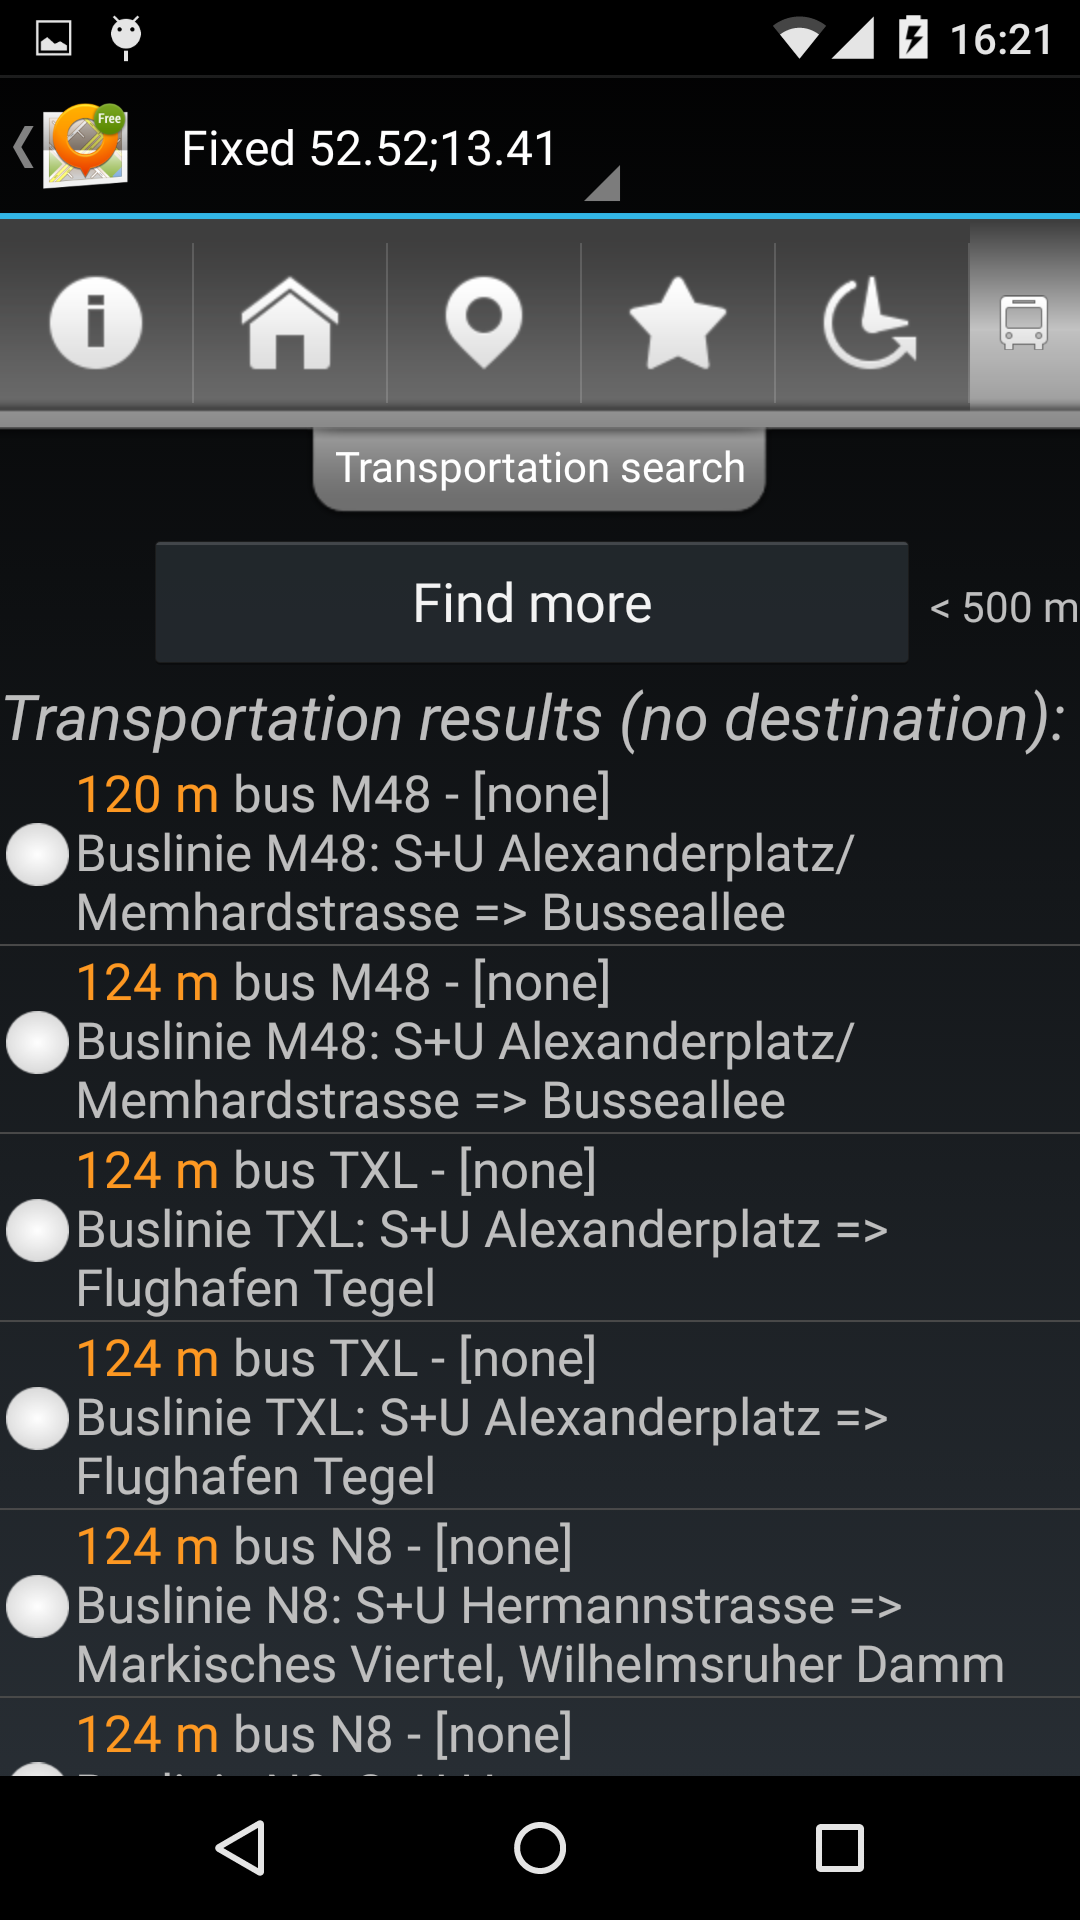 16:21
Free
Fixed 52.52;13.41
Transportation search
Find more
< 500 m
Transportation results (no destination):
120 m bus M48 - [none]
Buslinie M48: S+U Alexanderplatz/
Memhardstrasse => Busseallee
124 m bus M48 - [none]
Buslinie M48: S+U Alexanderplatz/
Memhardstrasse => Busseallee
124 m bus TXL - [none]
Buslinie TXL: S+U Alexanderplatz =>
Flughafen Tegel
124 m bus TXL - [none]
Buslinie TXL: S+U Alexanderplatz =>
Flughafen Tegel
124 m bus N8 - [none]
Buslinie N8: S+U Hermannstrasse =>
Markisches Viertel, Wilhelmsruher Damm
124 m bus N8 - [none]